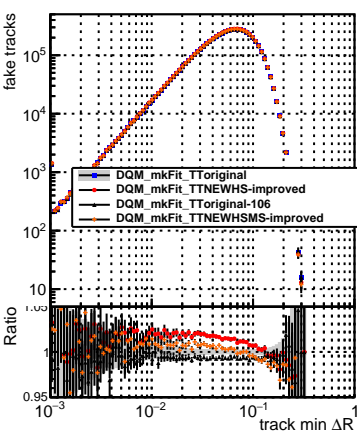 fake tracks
10⁵
10⁴
10³
DQM_mkFit_TToriginal
DQM_mkFit_TTNEWHS-improved
DQM_mkFit_TToriginal-106
DQM_mkFit_TTNEWHSMS-improved
10²
10
Ratio
1.05
1
0.95
10⁻³ 10⁻² 10⁻¹ 1
track min ΔR